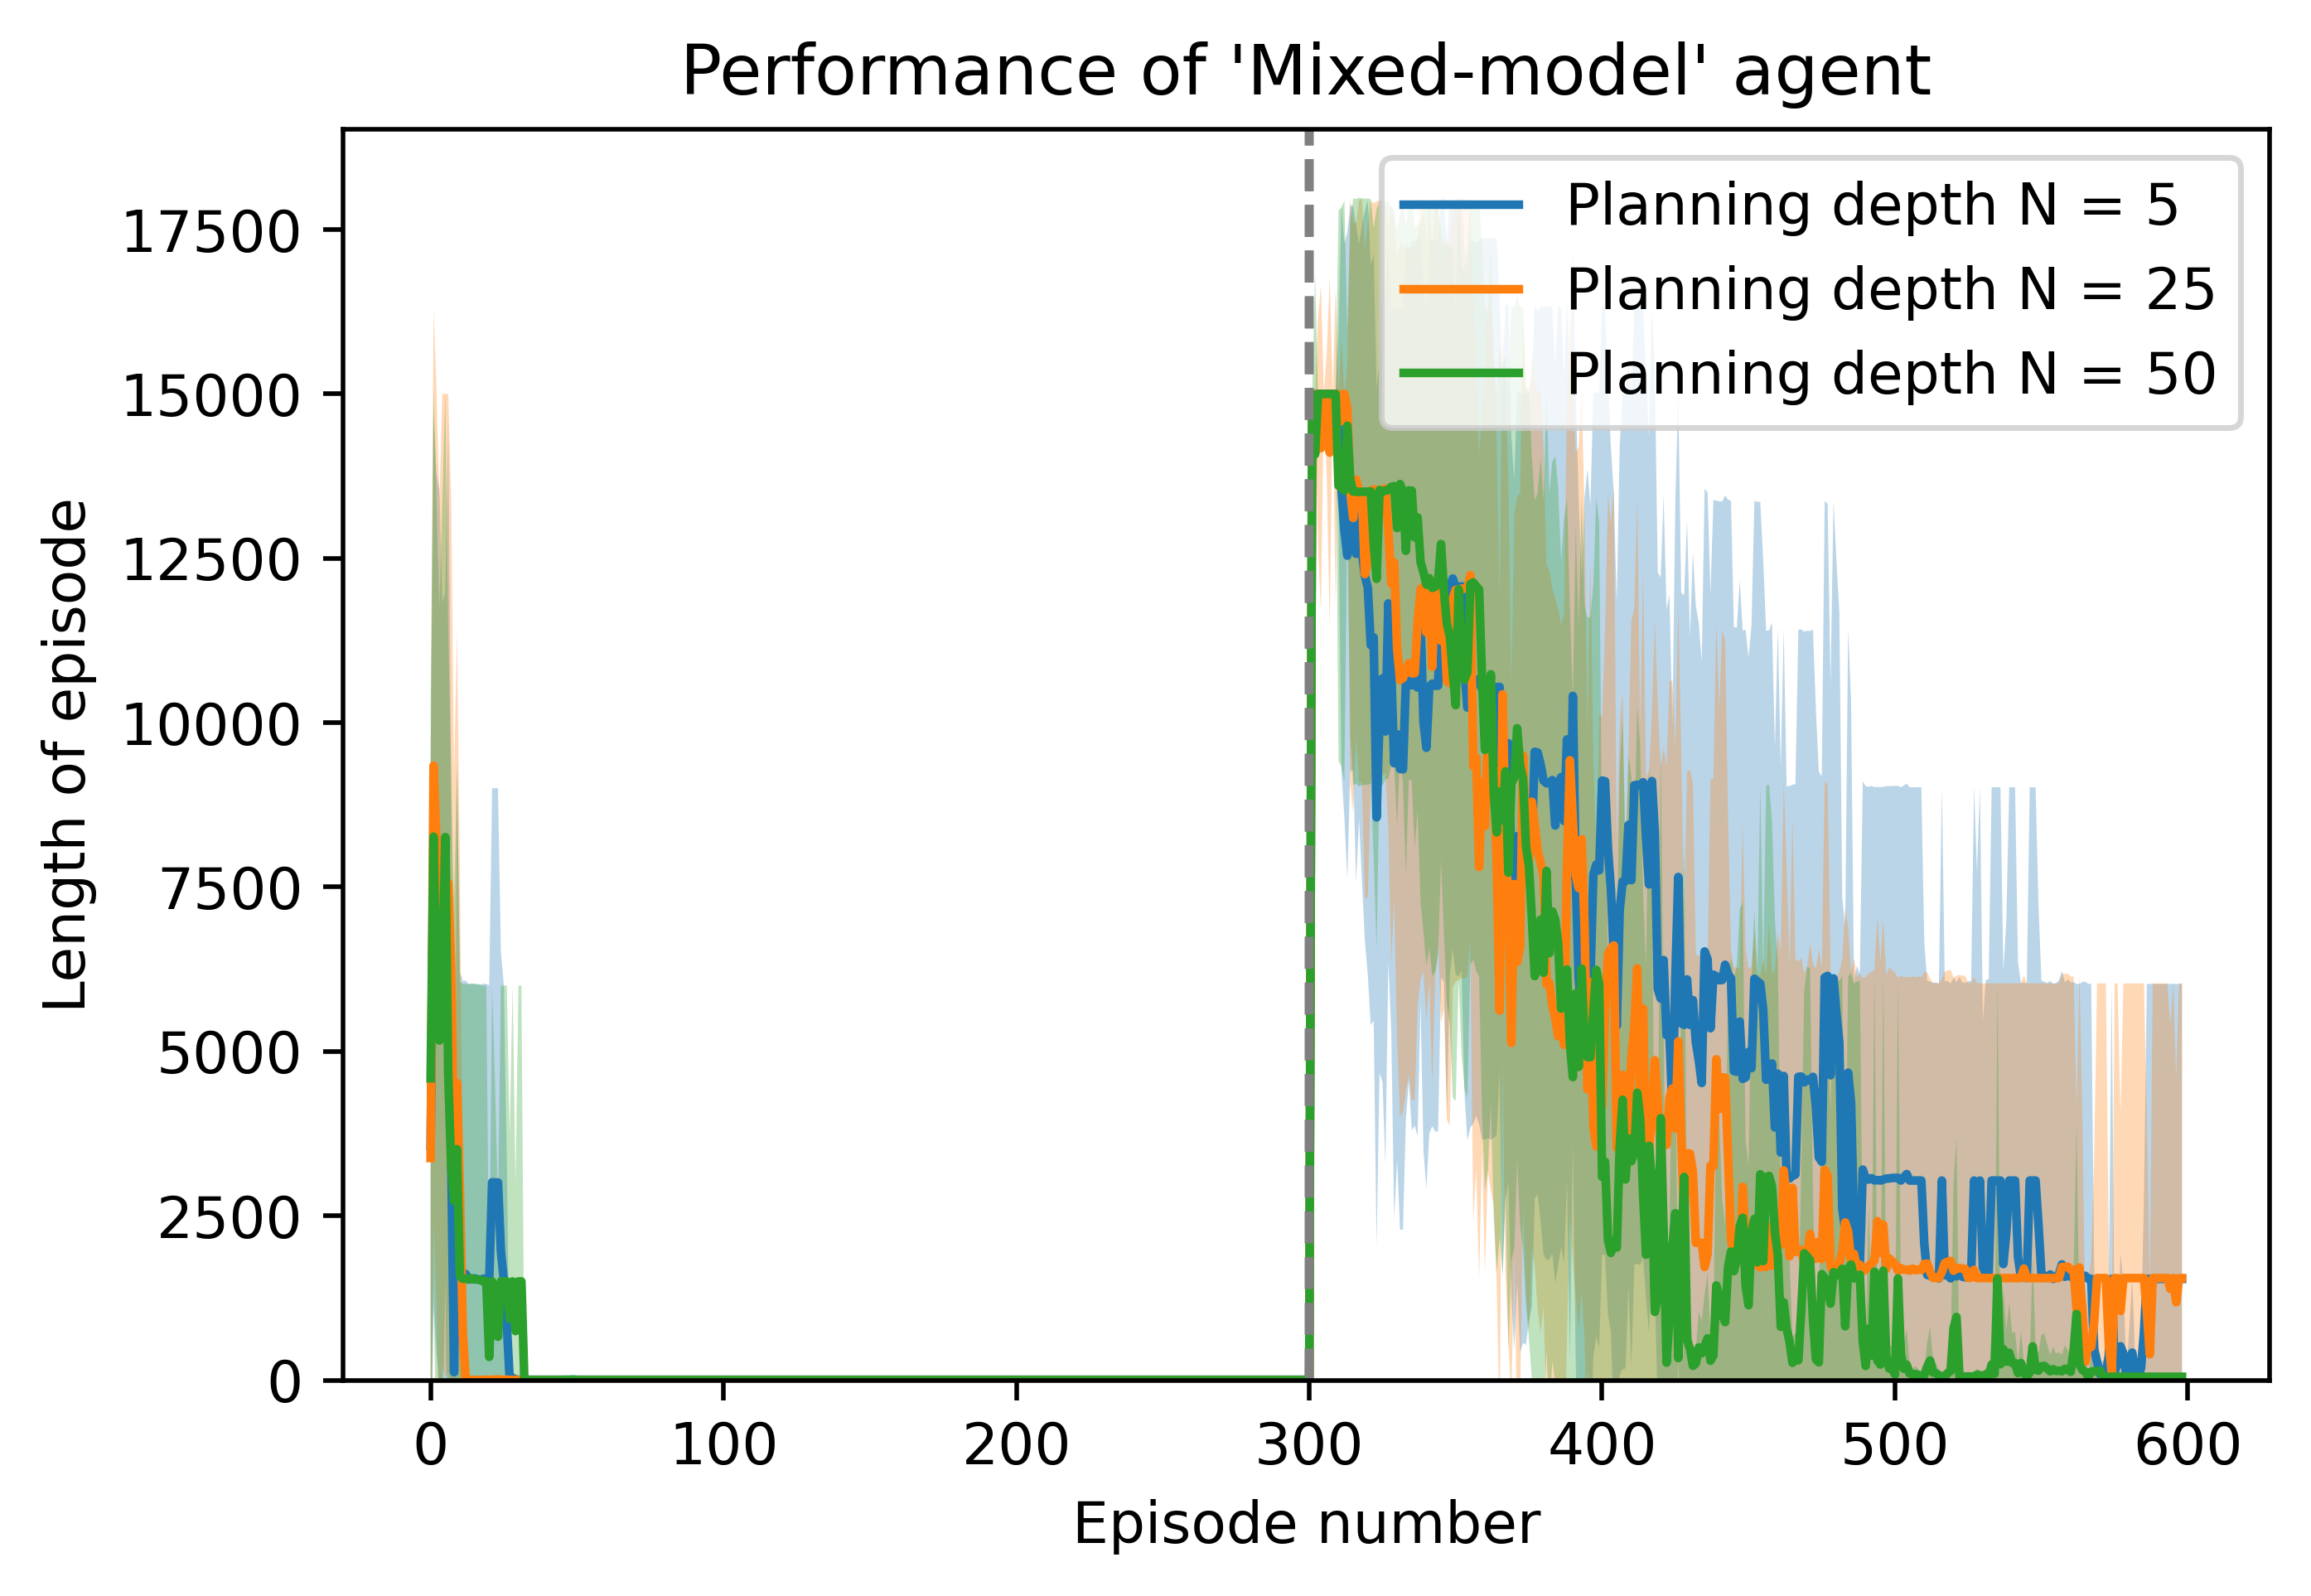 Performance of 'Mixed-model' agent
Planning depth N = 5
Planning depth N = 25
Planning depth N = 50
Length of episode
17500
15000
12500
10000
7500
5000
2500
0
0 100 200 300 400 500 600
Episode number